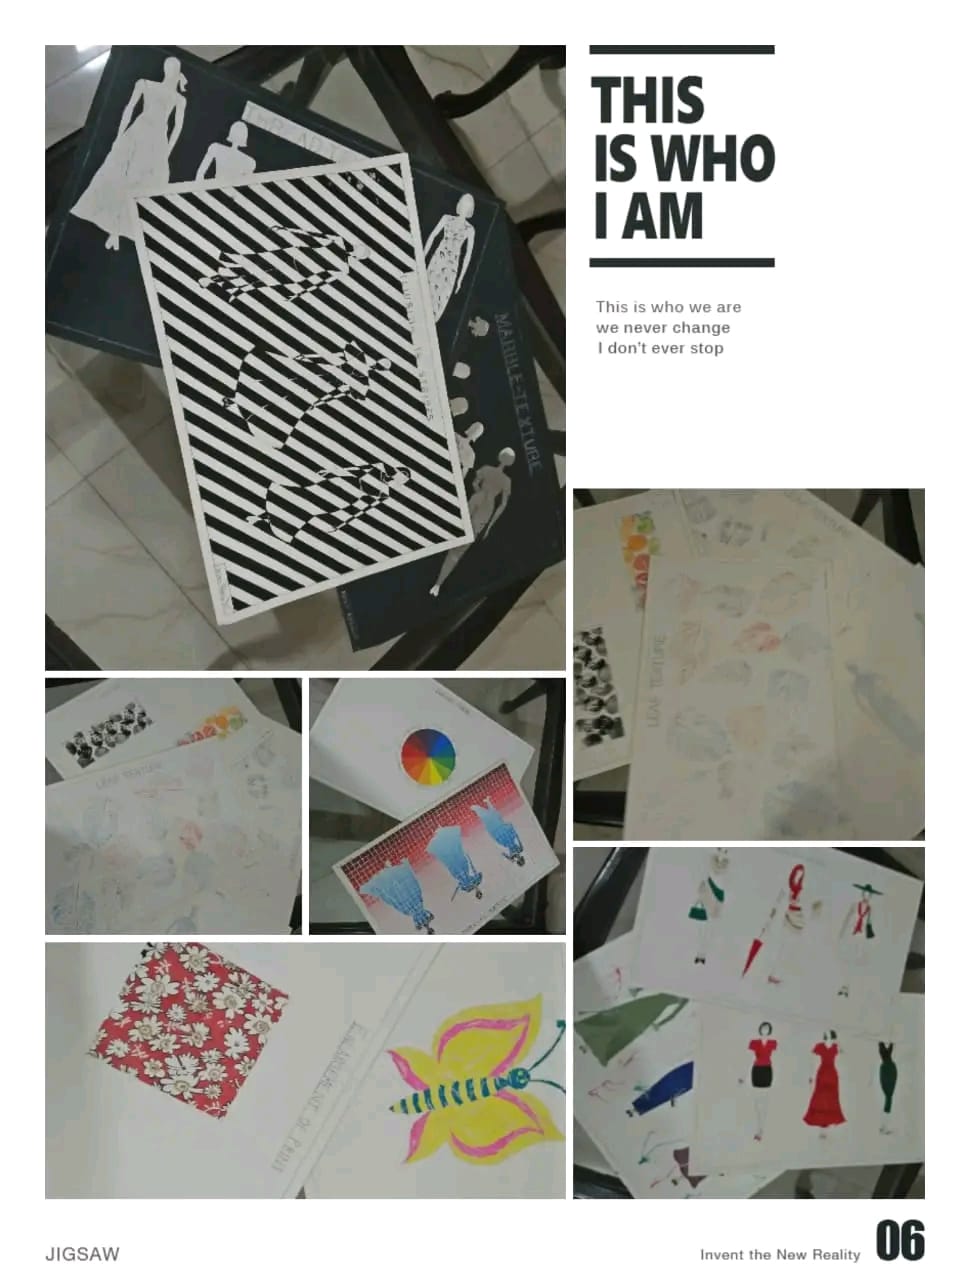 THIS
IS WHO
I AM
This is who we are
we never change
I don't ever stop
MARBLE-TEXTURE
LEAF TEXTURE
LEAF TEXTURE
ENLARGEMENT OF PRINT
JIGSAW
Invent the New Reality
06